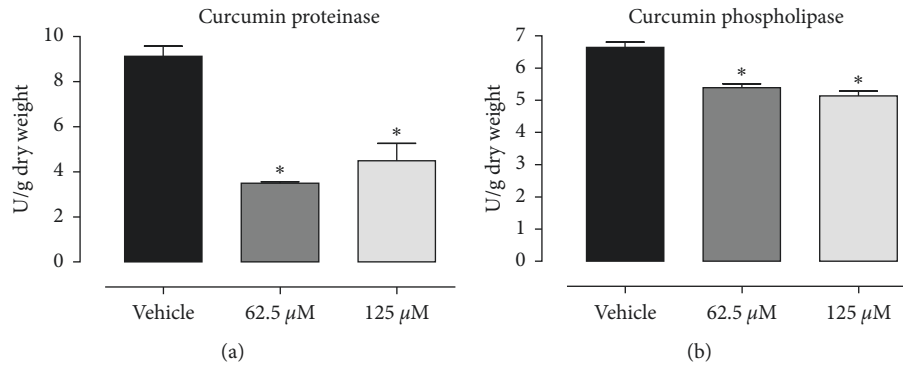 Curcumin proteinase
U/g dry weight
10
8
6
4
2
0
*
*
Vehicle
62.5 µM
125 µM
(a)
Curcumin phospholipase
U/g dry weight
7
6
5
4
3
2
1
0
*
*
Vehicle
62.5 µM
125 µM
(b)